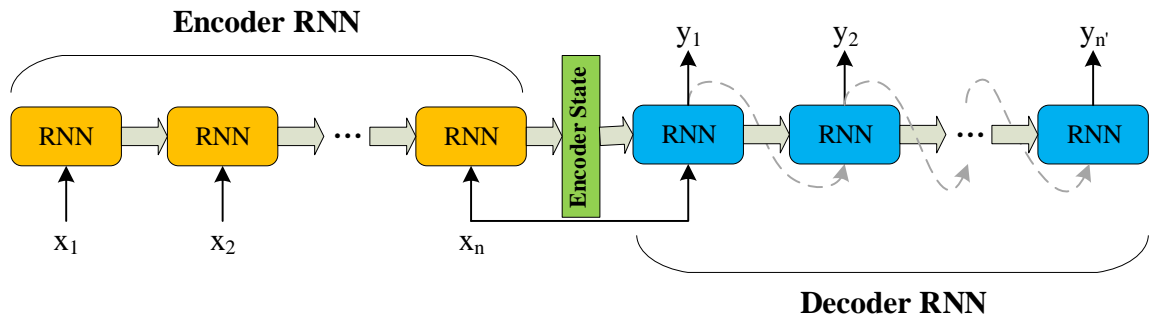 Encoder RNN
y₁ y₂ yₙ'
RNN RNN ... RNN Encoder State RNN RNN ... RNN
x₁ x₂ xₙ
Decoder RNN